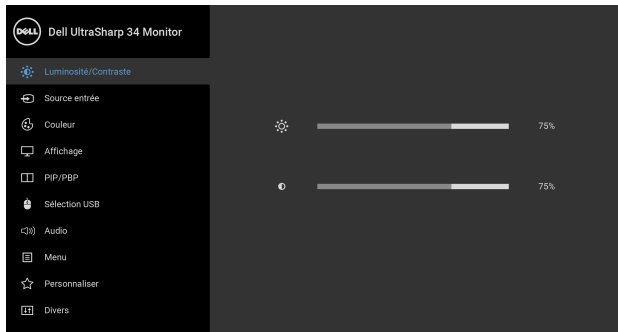 DELL
Dell UltraSharp 34 Monitor
Luminosité/Contraste
Source entrée
Couleur
75%
Affichage
PIP/PBP
75%
Sélection USB
Audio
Menu
Personnaliser
Divers